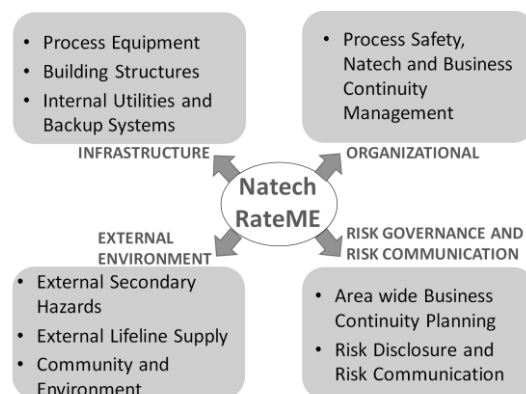 • Process Equipment
• Building Structures
• Internal Utilities and
Backup Systems
INFRASTRUCTURE
• Process Safety,
Natech and Business
Continuity
Management
ORGANIZATIONAL
Natech
RateME
EXTERNAL
ENVIRONMENT
• External Secondary
Hazards
• External Lifeline Supply
• Community and
Environment
RISK GOVERNANCE AND
RISK COMMUNICATION
• Area wide Business
Continuity Planning
• Risk Disclosure and
Risk Communication